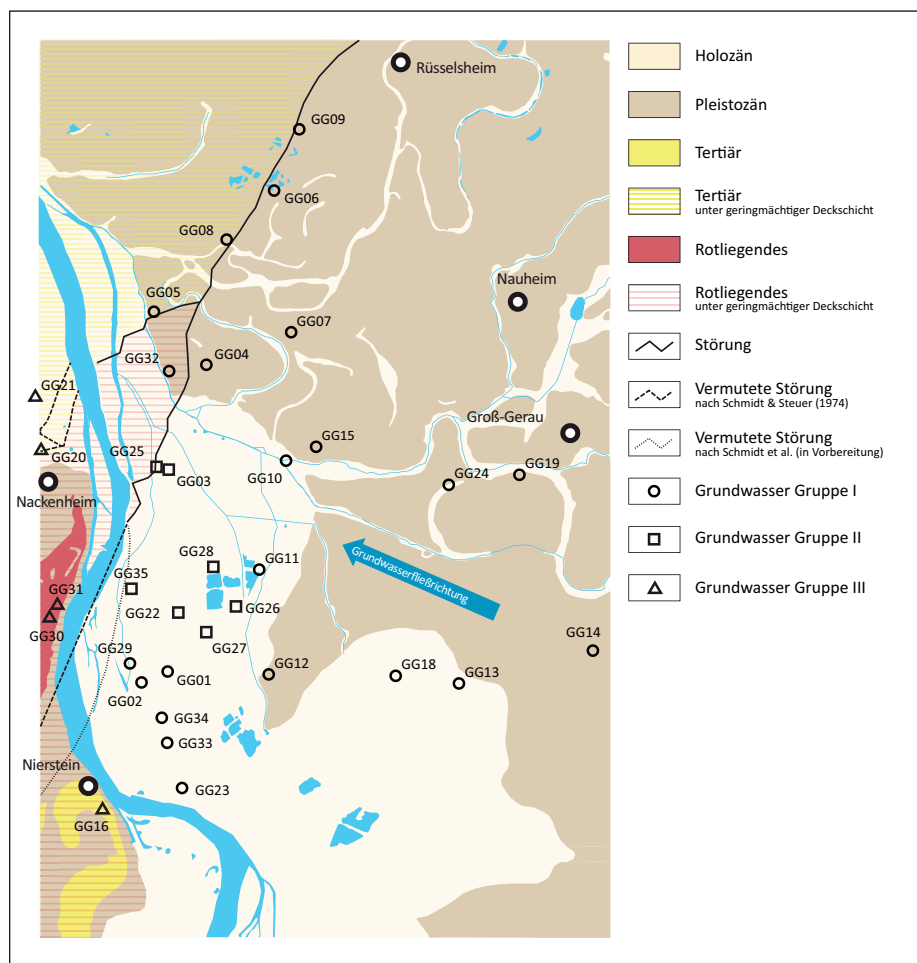 Rüsselsheim
GG09
GG06
GG08
Nauheim
GG05
GG07
GG32
GG04
GG21
Groß-Gerau
GG15
GG25
GG20
GG03
GG10
GG24
GG19
Nackenheim
GG28
GG11
Grundwasserfließrichtung
GG35
GG31
GG22
GG26
GG30
GG14
GG27
GG29
GG12
GG18
GG13
GG01
GG02
GG34
GG33
Nierstein
GG23
GG16
Holozän
Pleistozän
Tertiär
Tertiär
unter geringmächtiger Deckschicht
Rotliegendes
Rotliegendes
unter geringmächtiger Deckschicht
Störung
Vermutete Störung
nach Schmidt & Steuer (1974)
Vermutete Störung
nach Schmidt et al. (in Vorbereitung)
Grundwasser Gruppe I
Grundwasser Gruppe II
Grundwasser Gruppe III